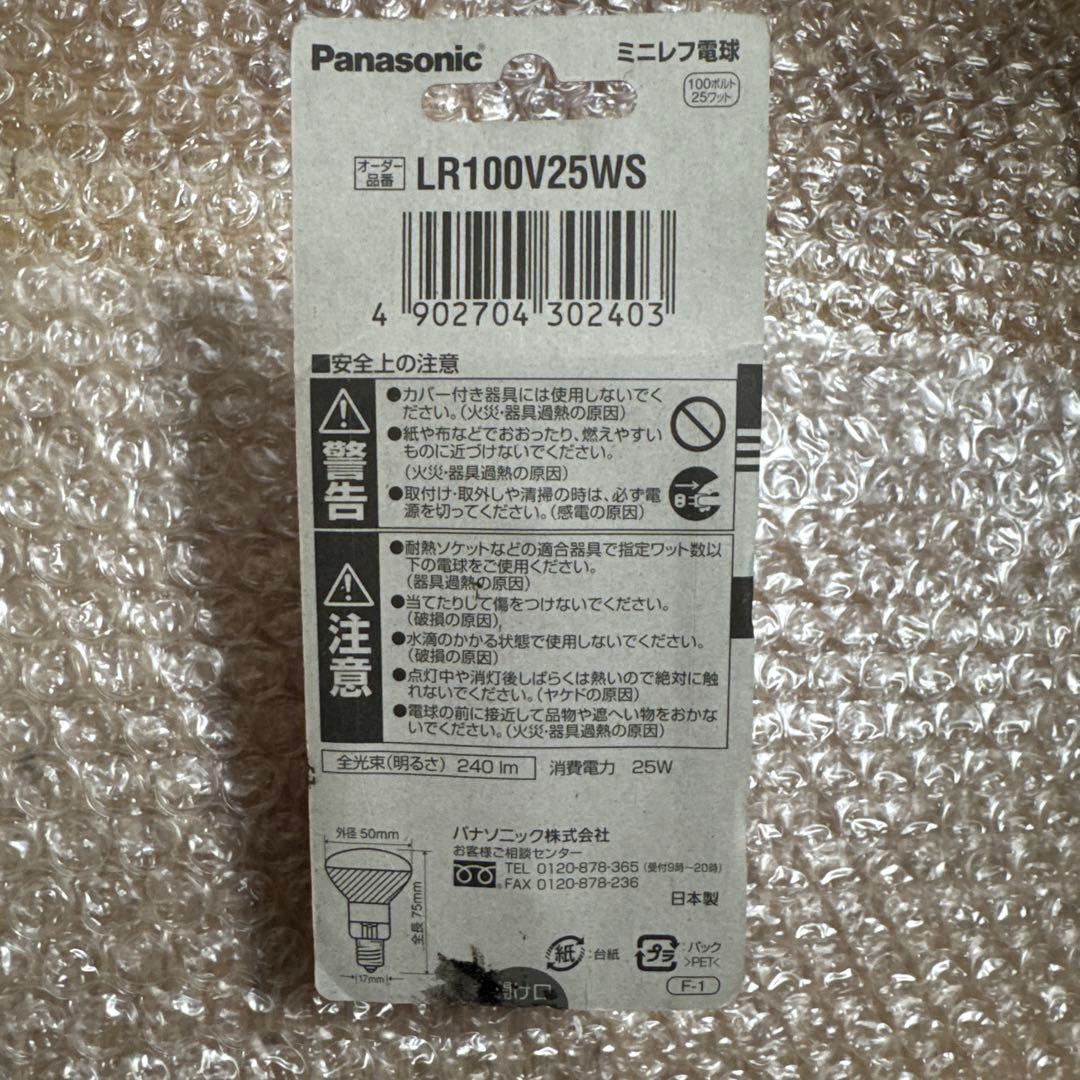 Panasonic®
ミニレフ電球
100ボルト
25ワット
オーダー
品番
LR100V25WS
4 902704 302403
■安全上の注意
警告
●カバー付き器具には使用しないでく
ださい。(火災・器具過熱の原因)
●紙や布などでおおったり、燃えやすい
ものに近づけないでください。
(火災・器具過熱の原因)
●取付け・取外しや清掃の時は、必ず電
源を切ってください。(感電の原因)
注意
●耐熱ソケットなどの適合器具で指定ワット数以
下の電球をご使用ください。
(器具過熱の原因)
●当てたりして傷をつけないでください。
(破損の原因)
●水滴のかかる状態で使用しないでください。
(破損の原因)
●点灯中や消灯後しばらくは熱いので絶対に触
れないでください。(ヤケドの原因)
●電球の前に接近して品物や遮へい物をおかな
いでください。(火災・器具過熱の原因)
全光束(明るさ) 240 lm 消費電力 25W
外径 50mm
全長 75mm
17mm
パナソニック株式会社
お客様ご相談センター
TEL 0120-878-365 (受付9時〜20時)
FAX 0120-878-236
日本製
紙 :台紙
プラ :パック
>PET<
開け口
F-1